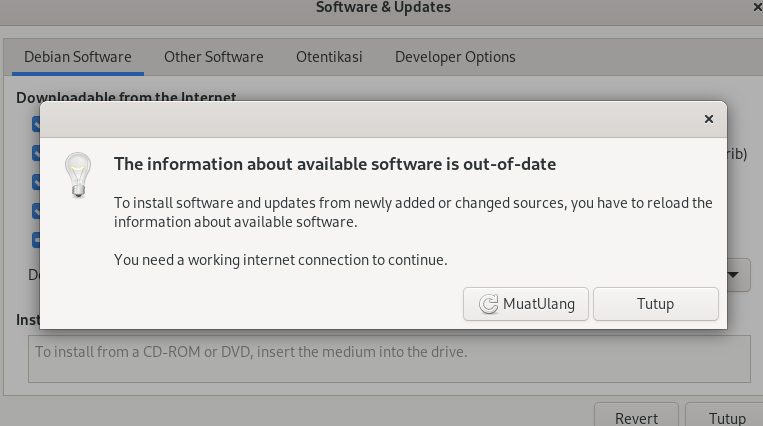 Software & Updates
Debian Software Other Software Otentikasi Developer Options
Downloadable from the Internet
The information about available software is out-of-date
rib)
To install software and updates from newly added or changed sources, you have to reload the
information about available software.
You need a working internet connection to continue.
MuatUlang Tutup
Inst
To install from a CD-ROM or DVD, insert the medium into the drive.
Revert Tutup